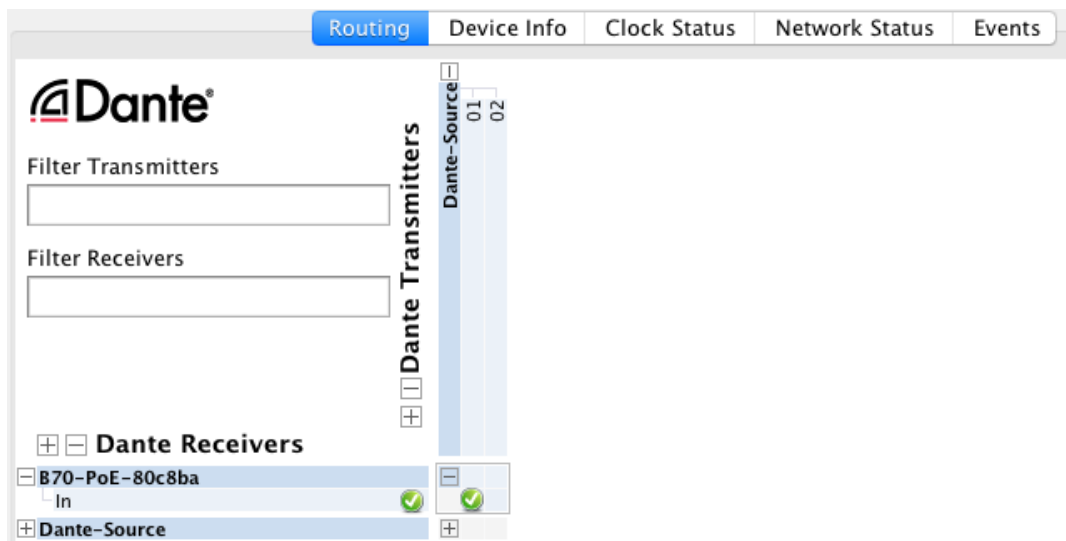 Routing Device Info Clock Status Network Status Events
Dante®
Filter Transmitters
Filter Receivers
Dante Transmitters
Dante-Source
01
02
Dante Receivers
B70-PoE-80c8ba
In
Dante-Source